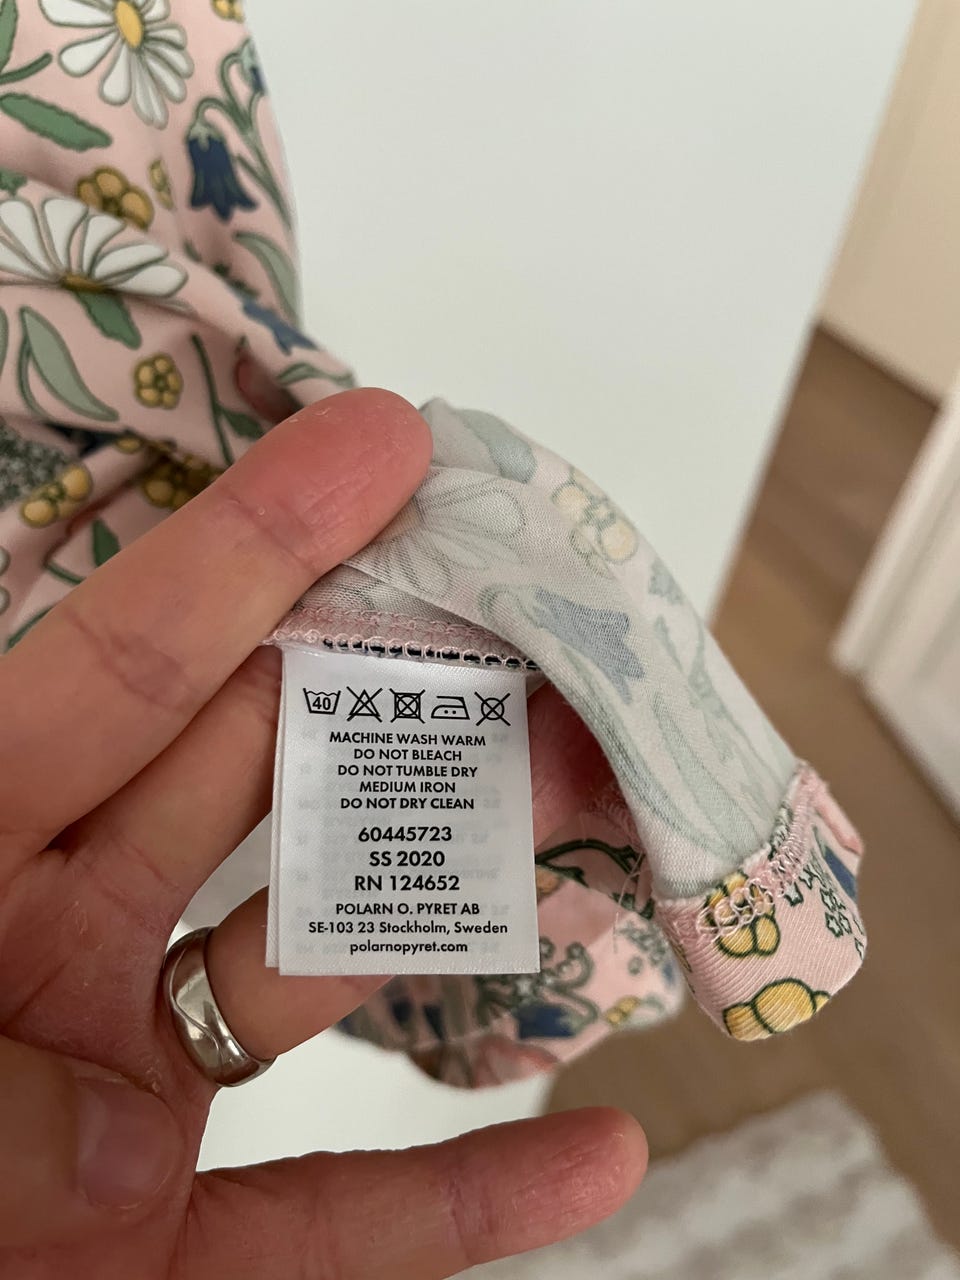 40
MACHINE WASH WARM
DO NOT BLEACH
DO NOT TUMBLE DRY
MEDIUM IRON
DO NOT DRY CLEAN
60445723
SS 2020
RN 124652
POLARN O. PYRET AB
SE-103 23 Stockholm, Sweden
polarnopyret.com